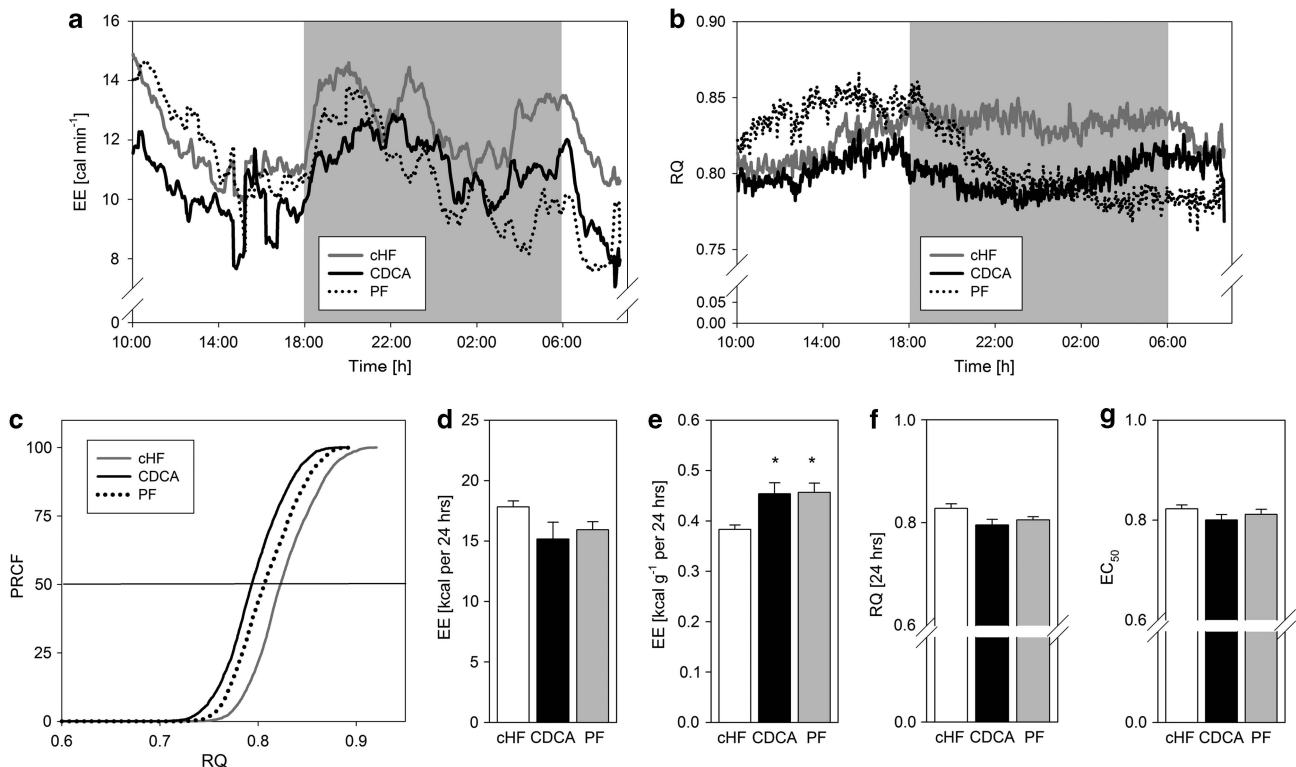 a
16
14
12
10
8
0
EE [cal min⁻¹]
cHF
CDCA
PF
10:00 14:00 18:00 22:00 02:00 06:00
Time [h]
b
0.90
0.85
0.80
0.75
0.05
0.00
RQ
cHF
CDCA
PF
10:00 14:00 18:00 22:00 02:00 06:00
Time [h]
c
100
75
50
25
0
PRCF
cHF
CDCA
PF
0.6 0.7 0.8 0.9
RQ
d
25
20
15
10
5
0
EE [kcal per 24 hrs]
cHF CDCA PF
e
0.6
0.5
0.4
0.3
0.2
0.1
0.0
EE [kcal g⁻¹ per 24 hrs]
* *
cHF CDCA PF
f
1.0
0.8
0.6
0.0
RQ [24 hrs]
cHF CDCA PF
g
1.0
0.8
0.6
0.0
EC₅₀
cHF CDCA PF